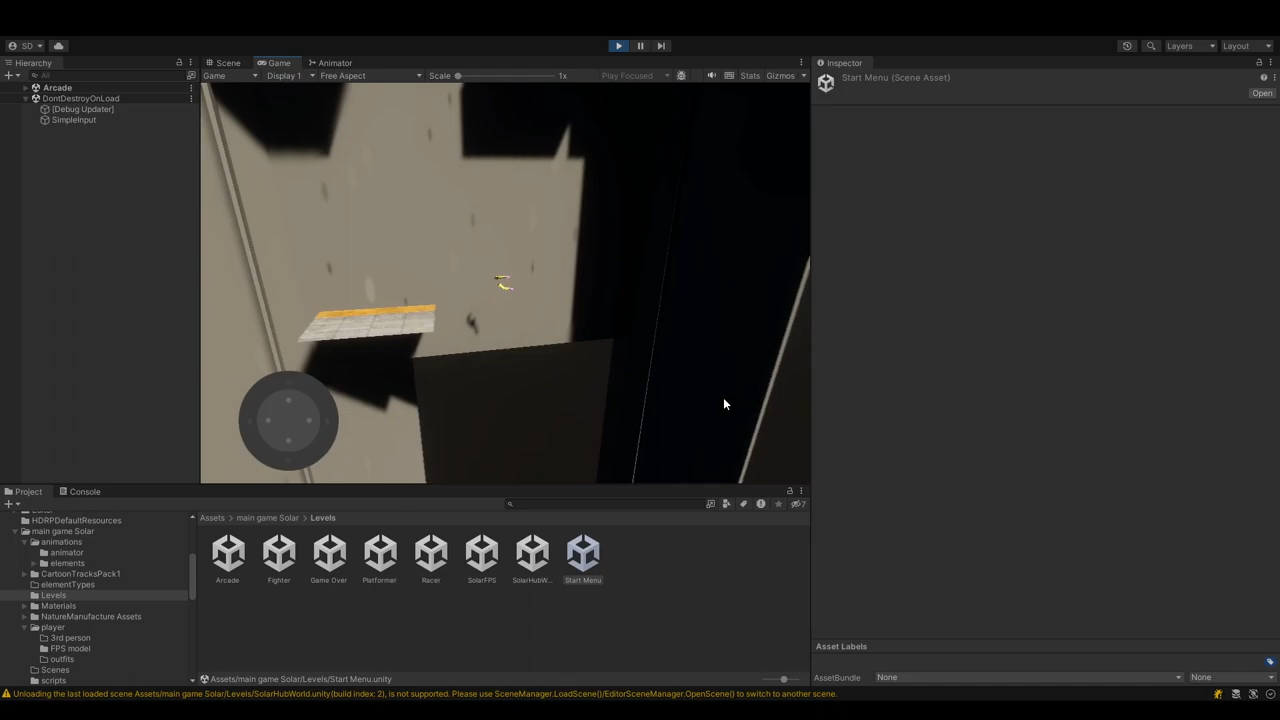 SD
Layers
Layout
Hierarchy
Scene
Game
Animator
Inspector
All
Game
Display 1
Free Aspect
Scale
1x
Play Focused
Stats
Gizmos
Start Menu (Scene Asset)
Open
Arcade
DontDestroyOnLoad
[Debug Updater]
SimpleInput
Project
Console
7
HDRPDefaultResources
main game Solar
animations
animator
elements
CartoonTracksPack1
elementTypes
Levels
Materials
NatureManufacture Assets
player
3rd person
FPS model
outfits
Scenes
scripts
Assets > main game Solar > Levels
Arcade
Fighter
Game Over
Platformer
Racer
SolarFPS
SolarHubW...
Start Menu
Assets/main game Solar/Levels/Start Menu.unity
Asset Labels
AssetBundle
None
None
Unloading the last loaded scene Assets/main game Solar/Levels/SolarHubWorld.unity(build index: 2), is not supported. Please use SceneManager.LoadScene()/EditorSceneManager.OpenScene() to switch to another scene.